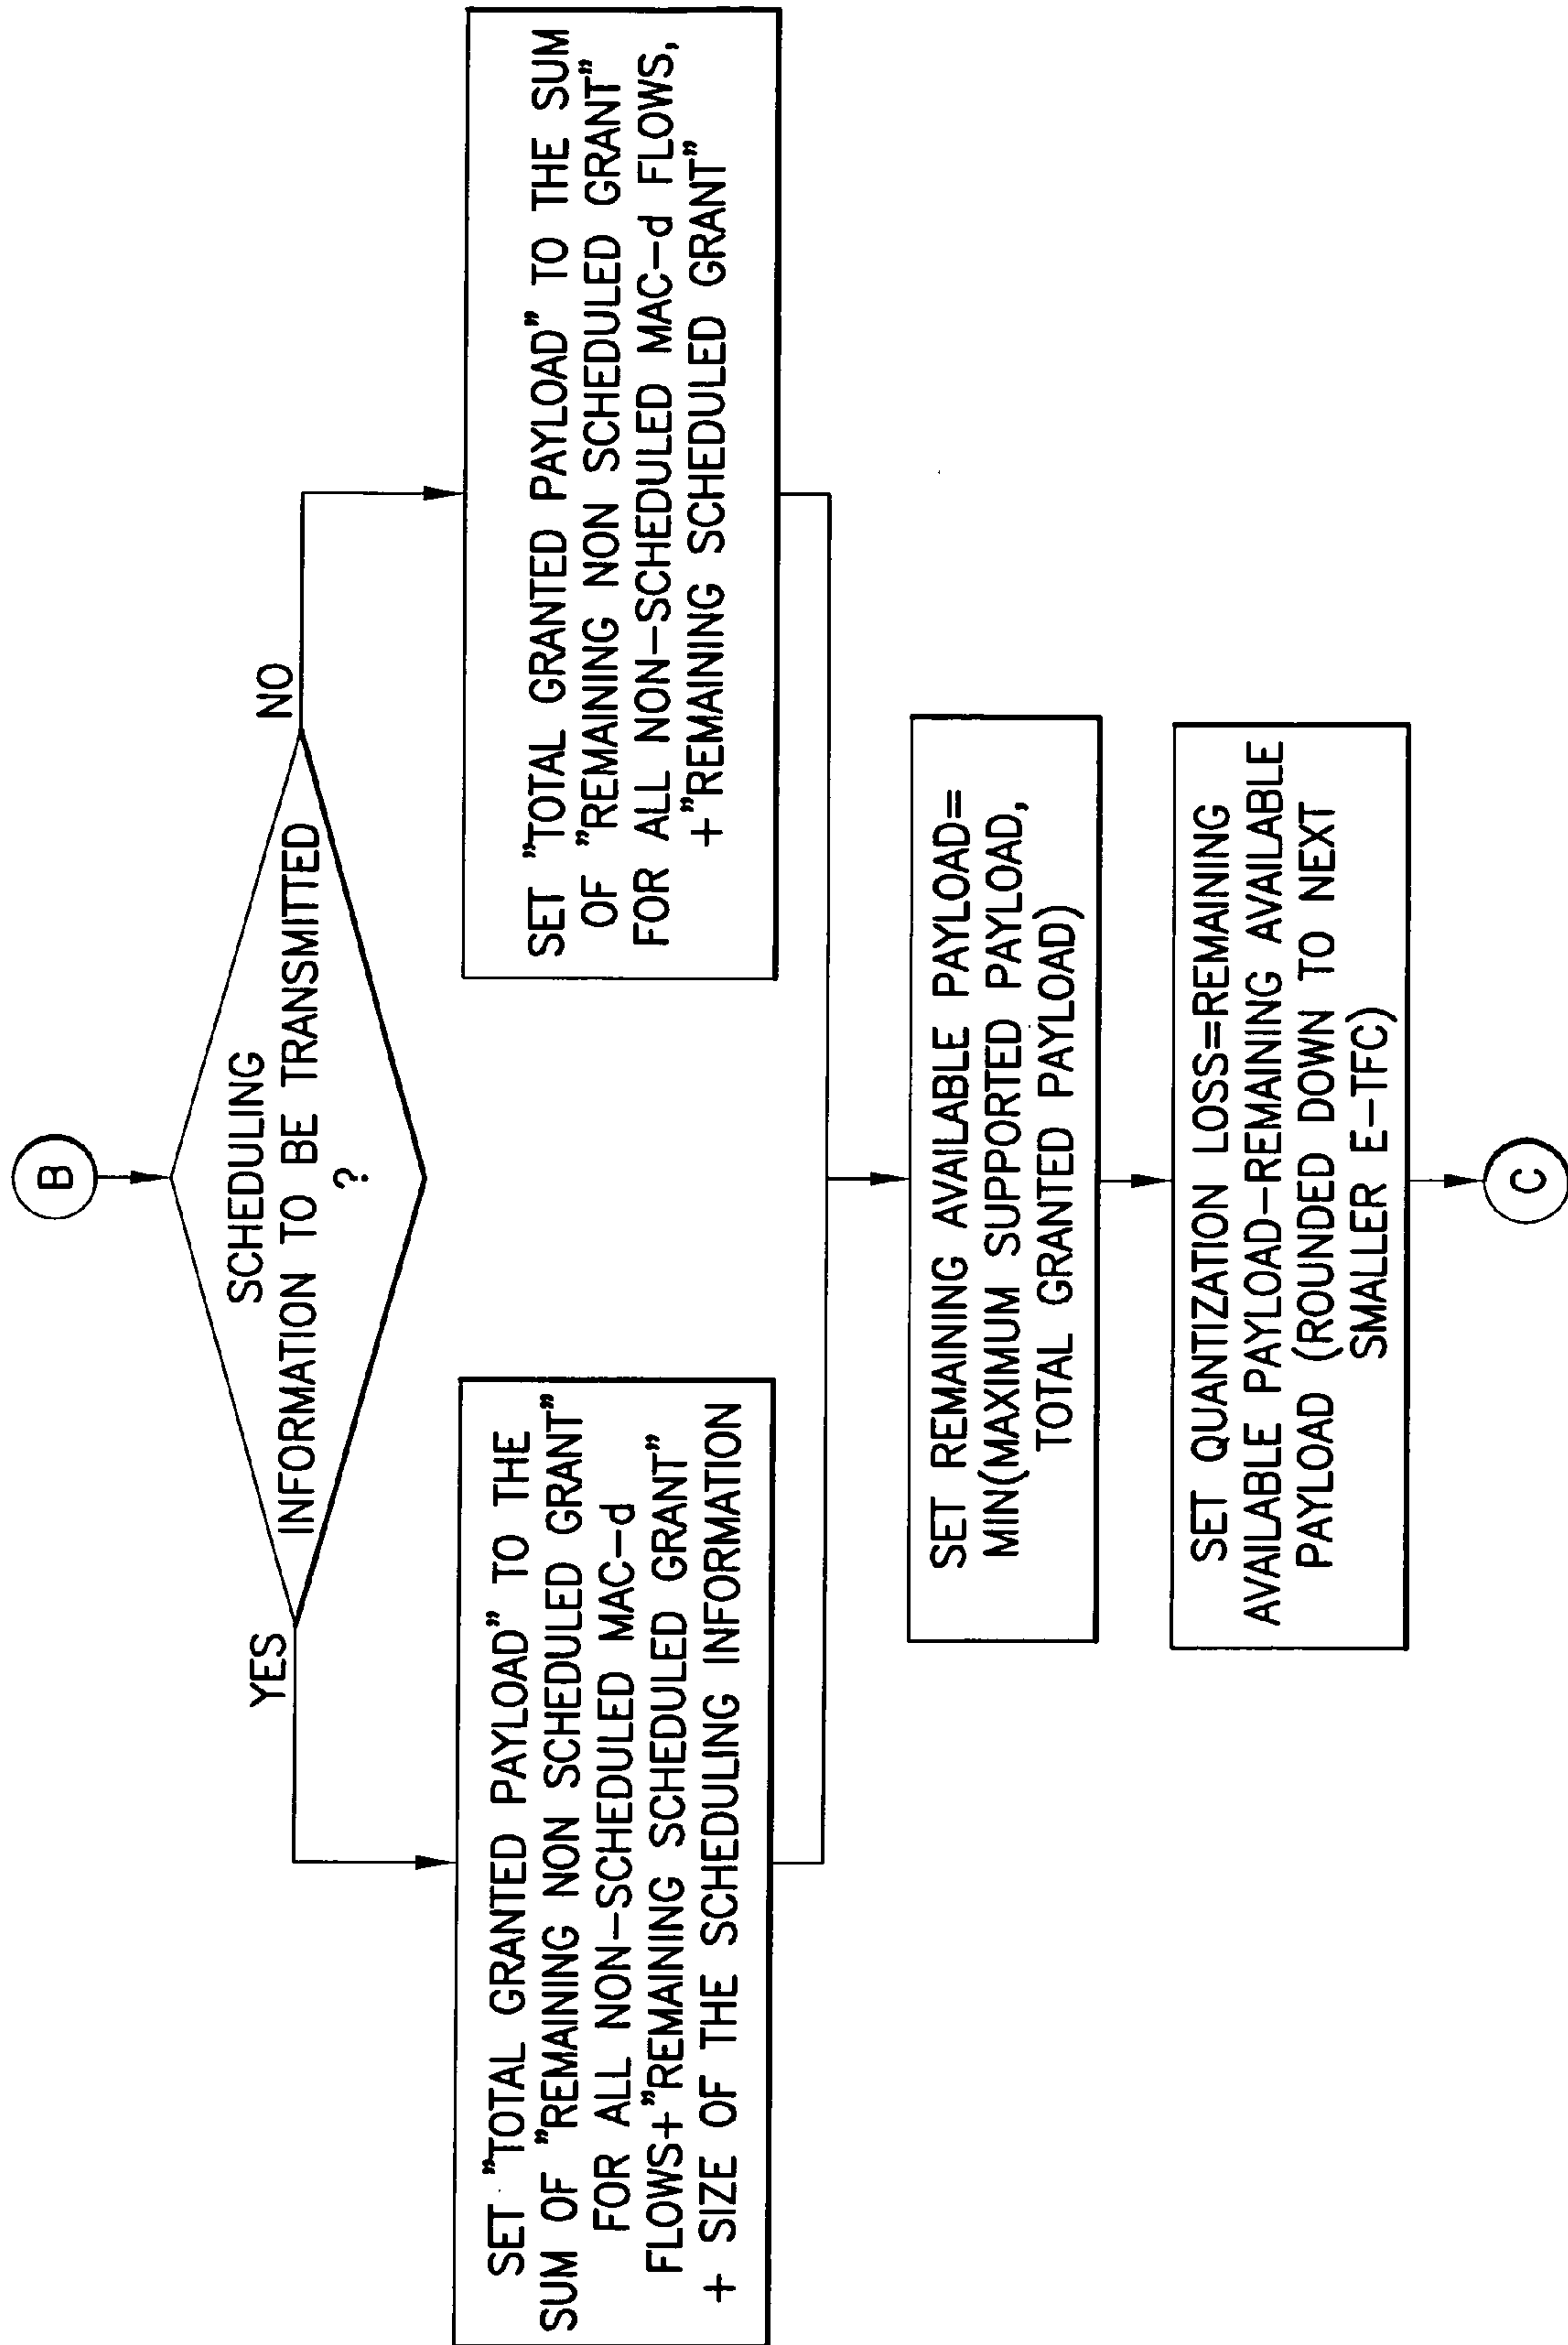 B
SCHEDULING
INFORMATION TO BE TRANSMITTED
?
YES
NO
SET "TOTAL GRANTED PAYLOAD" TO THE
SUM OF "REMAINING NON SCHEDULED GRANT"
FOR ALL NON-SCHEDULED MAC-d
FLOWS+"REMAINING SCHEDULED GRANT"
+ SIZE OF THE SCHEDULING INFORMATION
SET "TOTAL GRANTED PAYLOAD" TO THE SUM
OF "REMAINING NON SCHEDULED GRANT"
FOR ALL NON-SCHEDULED MAC-d FLOWS,
+"REMAINING SCHEDULED GRANT"
SET REMAINING AVAILABLE PAYLOAD=
MIN(MAXIMUM SUPPORTED PAYLOAD,
TOTAL GRANTED PAYLOAD)
SET QUANTIZATION LOSS=REMAINING
AVAILABLE PAYLOAD-REMAINING AVAILABLE
PAYLOAD (ROUNDED DOWN TO NEXT
SMALLER E-TFC)
C